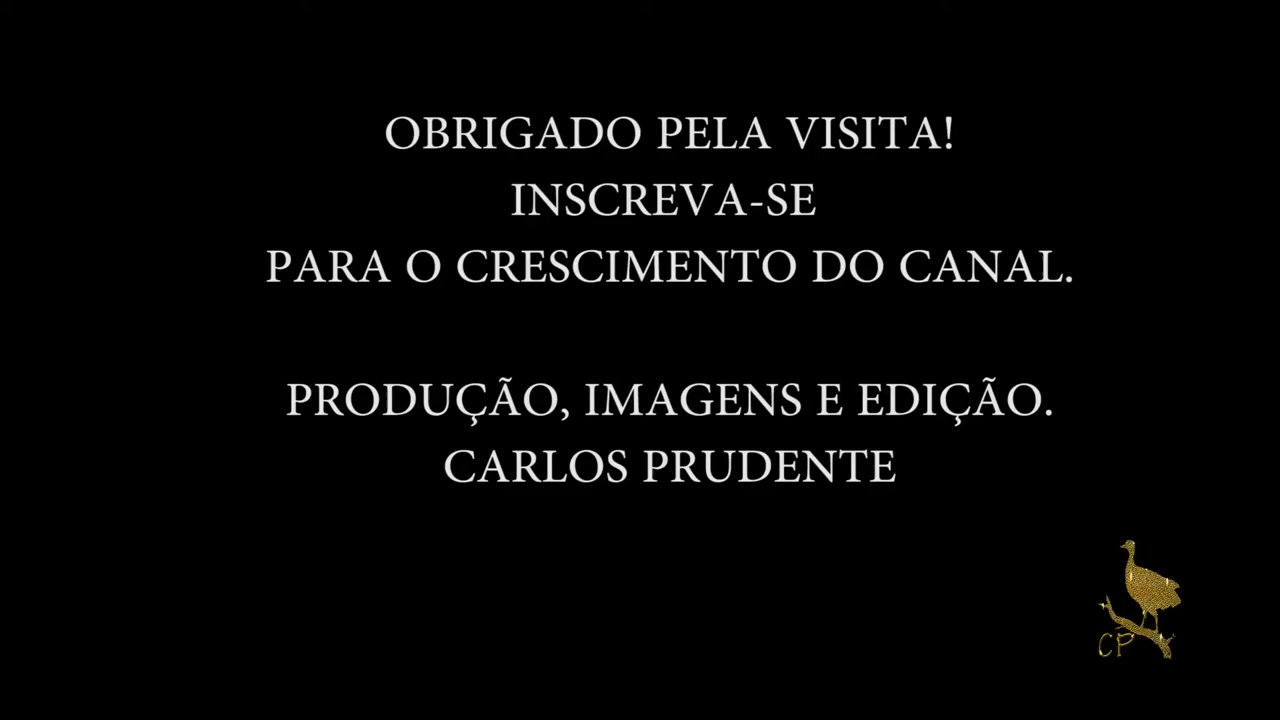 OBRIGADO PELA VISITA!
INSCREVA-SE
PARA O CRESCIMENTO DO CANAL.
PRODUÇÃO, IMAGENS E EDIÇÃO.
CARLOS PRUDENTE
CP